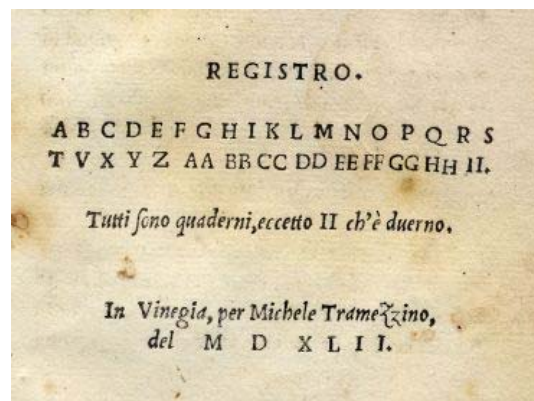 REGISTRO.
A B C D E F G H I K L M N O P Q R S
T V X Y Z AA BB CC DD EE FF GG HH II.
Tutti ſono quaderni, eccetto II ch'è duerno.
In Vinegia, per Michele Tramezzino,
del M D XLII.